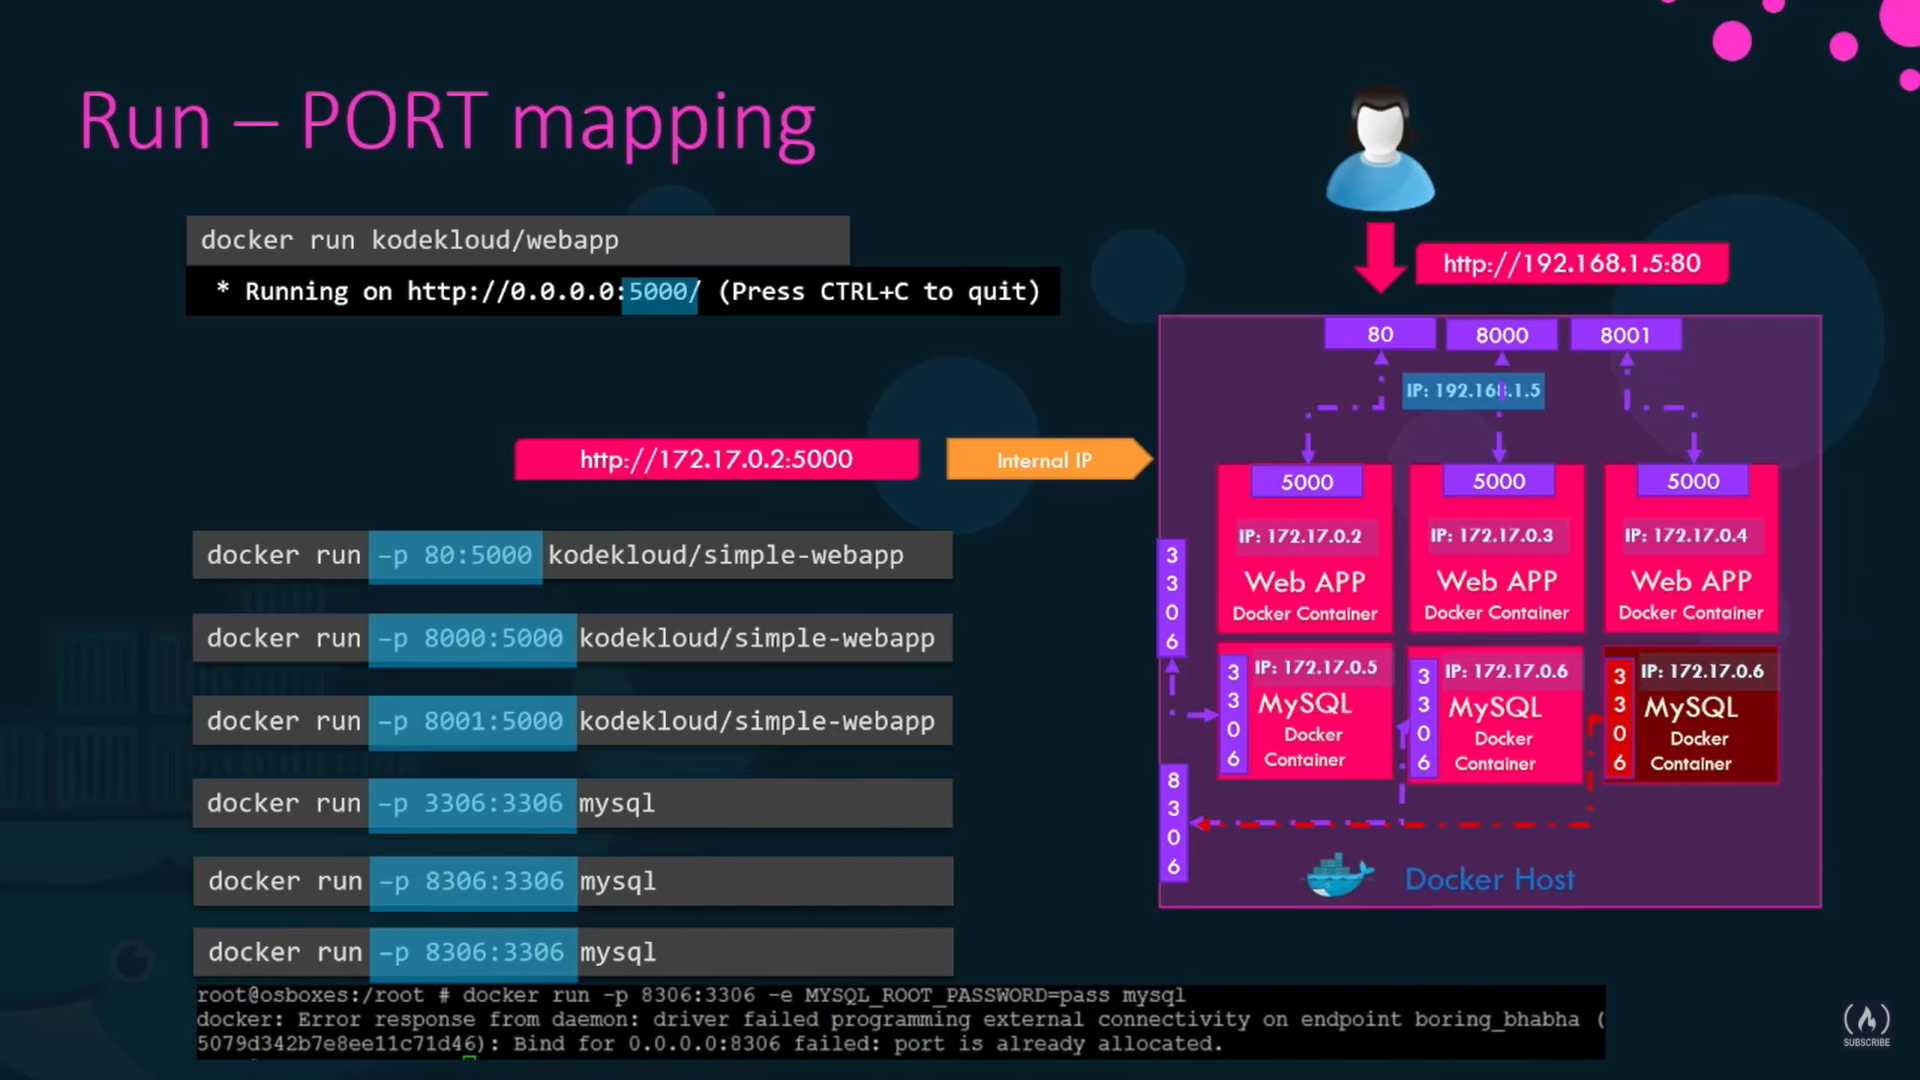 Run – PORT mapping
docker run kodekloud/webapp
* Running on http://0.0.0.0:5000/ (Press CTRL+C to quit)
http://192.168.1.5:80
80
8000
8001
IP: 192.168.1.5
http://172.17.0.2:5000
Internal IP
5000
5000
5000
IP: 172.17.0.2
IP: 172.17.0.3
IP: 172.17.0.4
Web APP
Docker Container
Web APP
Docker Container
Web APP
Docker Container
3306
3306
IP: 172.17.0.5
MySQL
Docker
Container
3306
IP: 172.17.0.6
MySQL
Docker
Container
3306
IP: 172.17.0.6
MySQL
Docker
Container
8306
Docker Host
docker run -p 80:5000 kodekloud/simple-webapp
docker run -p 8000:5000 kodekloud/simple-webapp
docker run -p 8001:5000 kodekloud/simple-webapp
docker run -p 3306:3306 mysql
docker run -p 8306:3306 mysql
docker run -p 8306:3306 mysql
root@osboxes:/root # docker run -p 8306:3306 -e MYSQL_ROOT_PASSWORD=pass mysql
docker: Error response from daemon: driver failed programming external connectivity on endpoint boring_bhabha (
5079d342b7e8ee11c71d46): Bind for 0.0.0.0:8306 failed: port is already allocated.
SUBSCRIBE